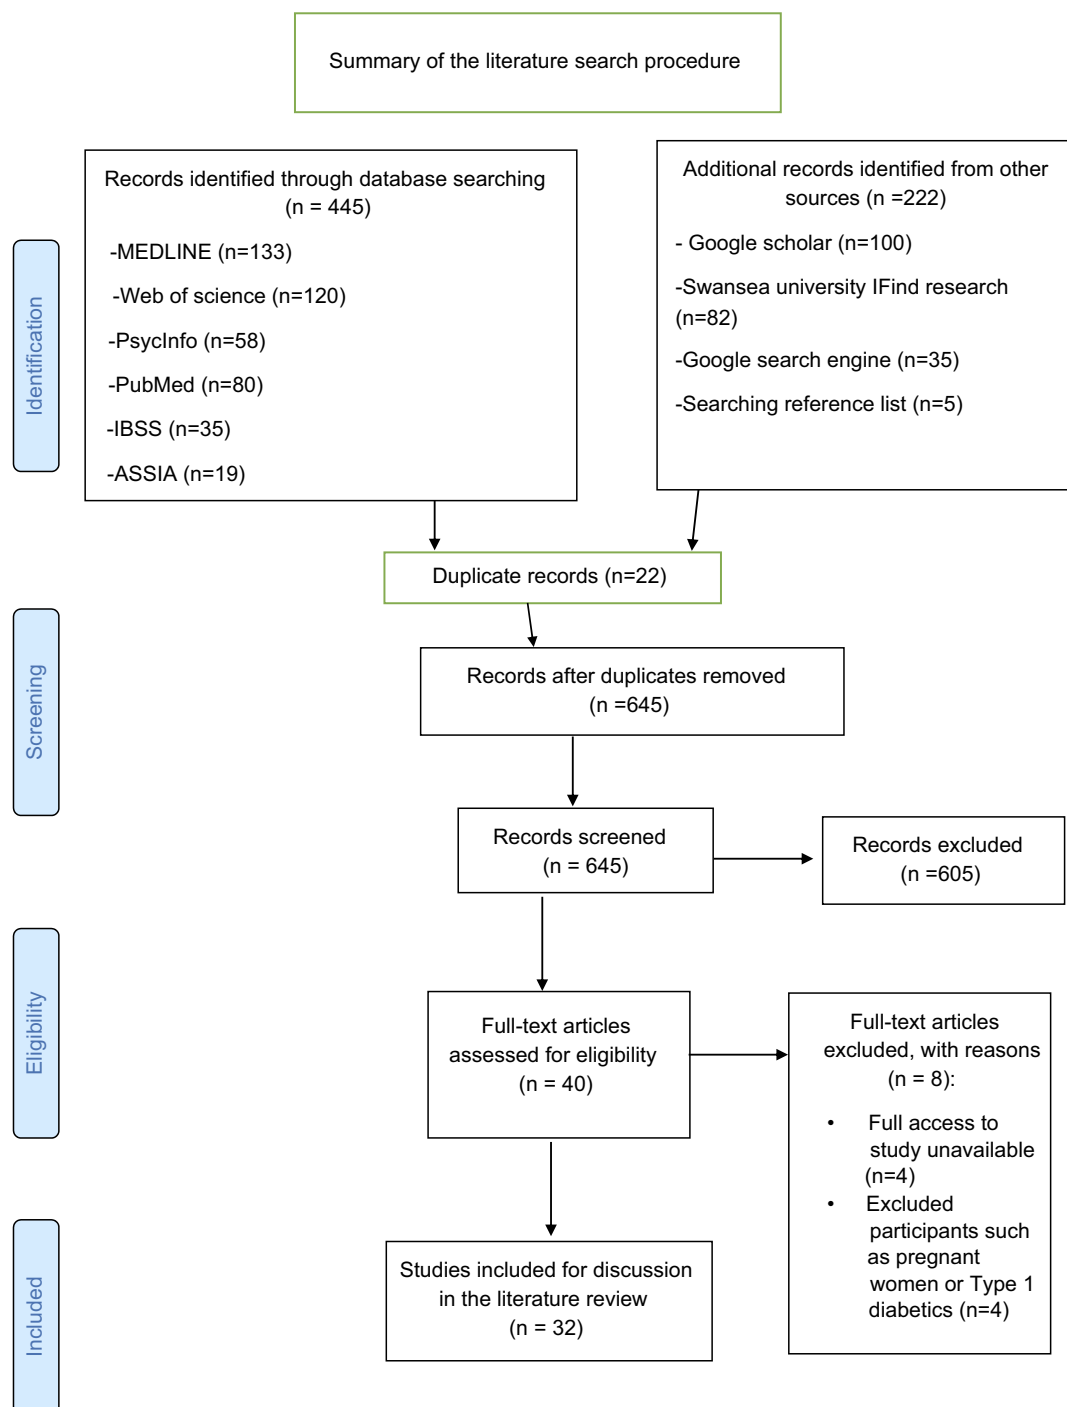 Summary of the literature search procedure
Records identified through database searching
(n = 445)
-MEDLINE (n=133)
-Web of science (n=120)
-PsycInfo (n=58)
-PubMed (n=80)
-IBSS (n=35)
-ASSIA (n=19)
Additional records identified from other
sources (n =222)
- Google scholar (n=100)
-Swansea university IFind research
(n=82)
-Google search engine (n=35)
-Searching reference list (n=5)
Identification
Duplicate records (n=22)
Screening
Records after duplicates removed
(n =645)
Records screened
(n = 645)
Records excluded
(n =605)
Eligibility
Full-text articles
assessed for eligibility
(n = 40)
Full-text articles
excluded, with reasons
(n = 8):
• Full access to
study unavailable
(n=4)
• Excluded
participants such
as pregnant
women or Type 1
diabetics (n=4)
Included
Studies included for discussion
in the literature review
(n = 32)